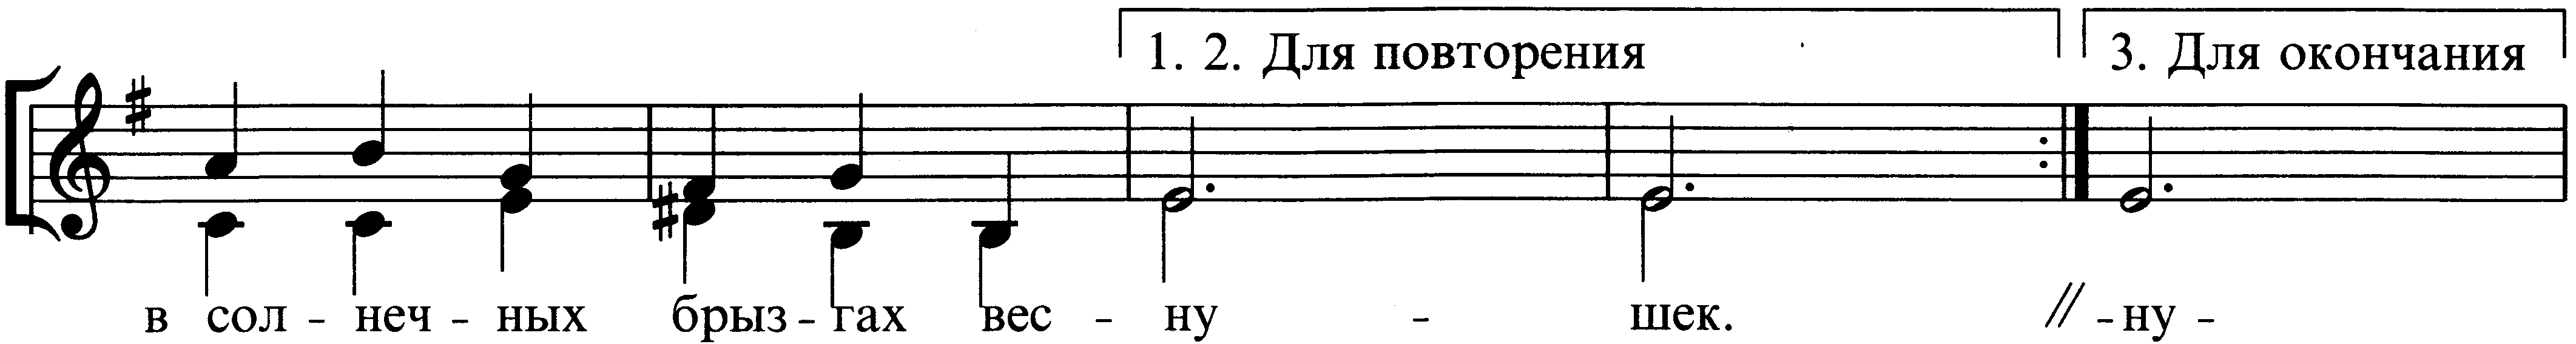 1. 2. Для повторения 3. Для окончания
в сол - неч - ных брыз - гах вес - ну - шек. // - ну -